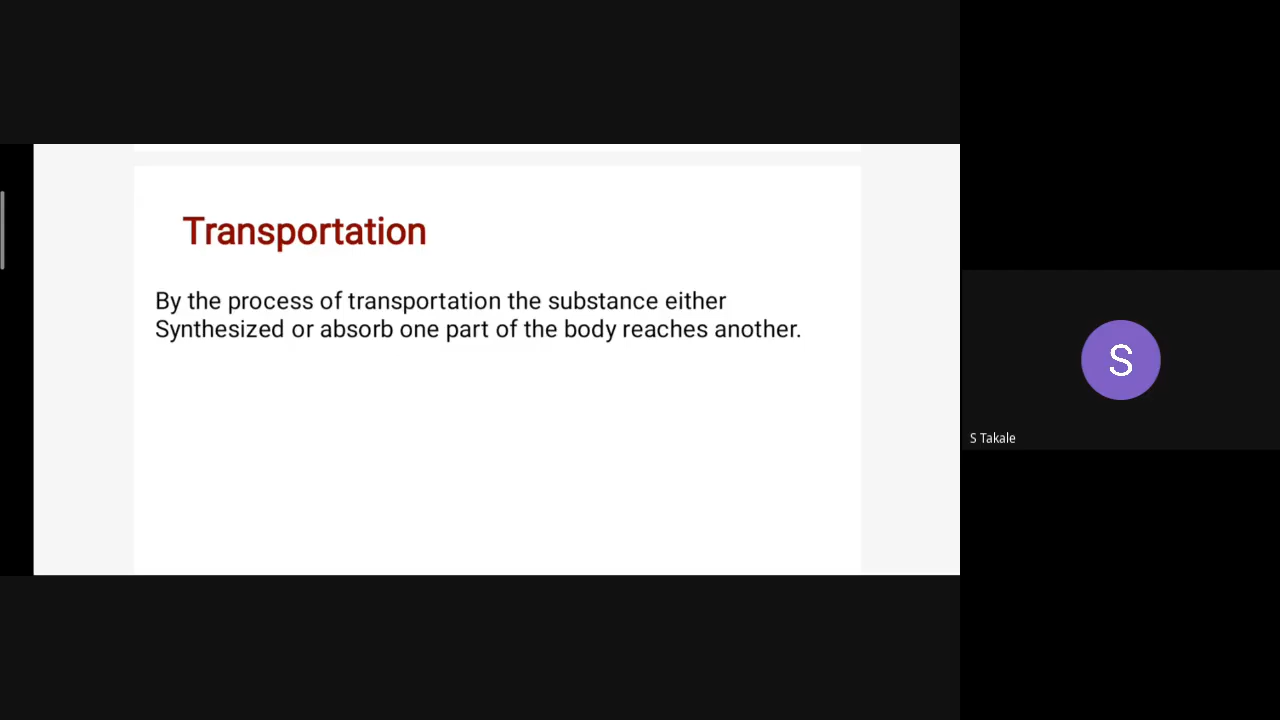 Transportation
By the process of transportation the substance either
Synthesized or absorb one part of the body reaches another.
S
S Takale